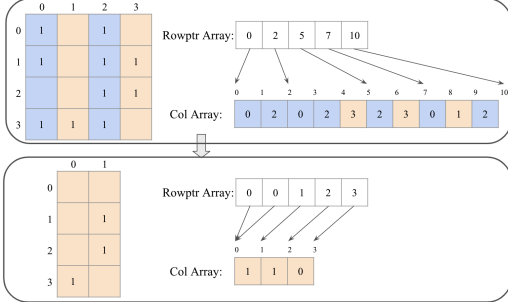 0 1 2 3
Rowptr Array: 0 2 5 7 10
0 1 1
1 1 1 1
2 1 1
3 1 1 1
0 1 2 3 4 5 6 7 8 9 10
Col Array: 0 2 0 2 3 2 3 0 1 2
0 1
0
1 1
2 1
3 1
Rowptr Array: 0 0 1 2 3
0 1 2 3
Col Array: 1 1 0